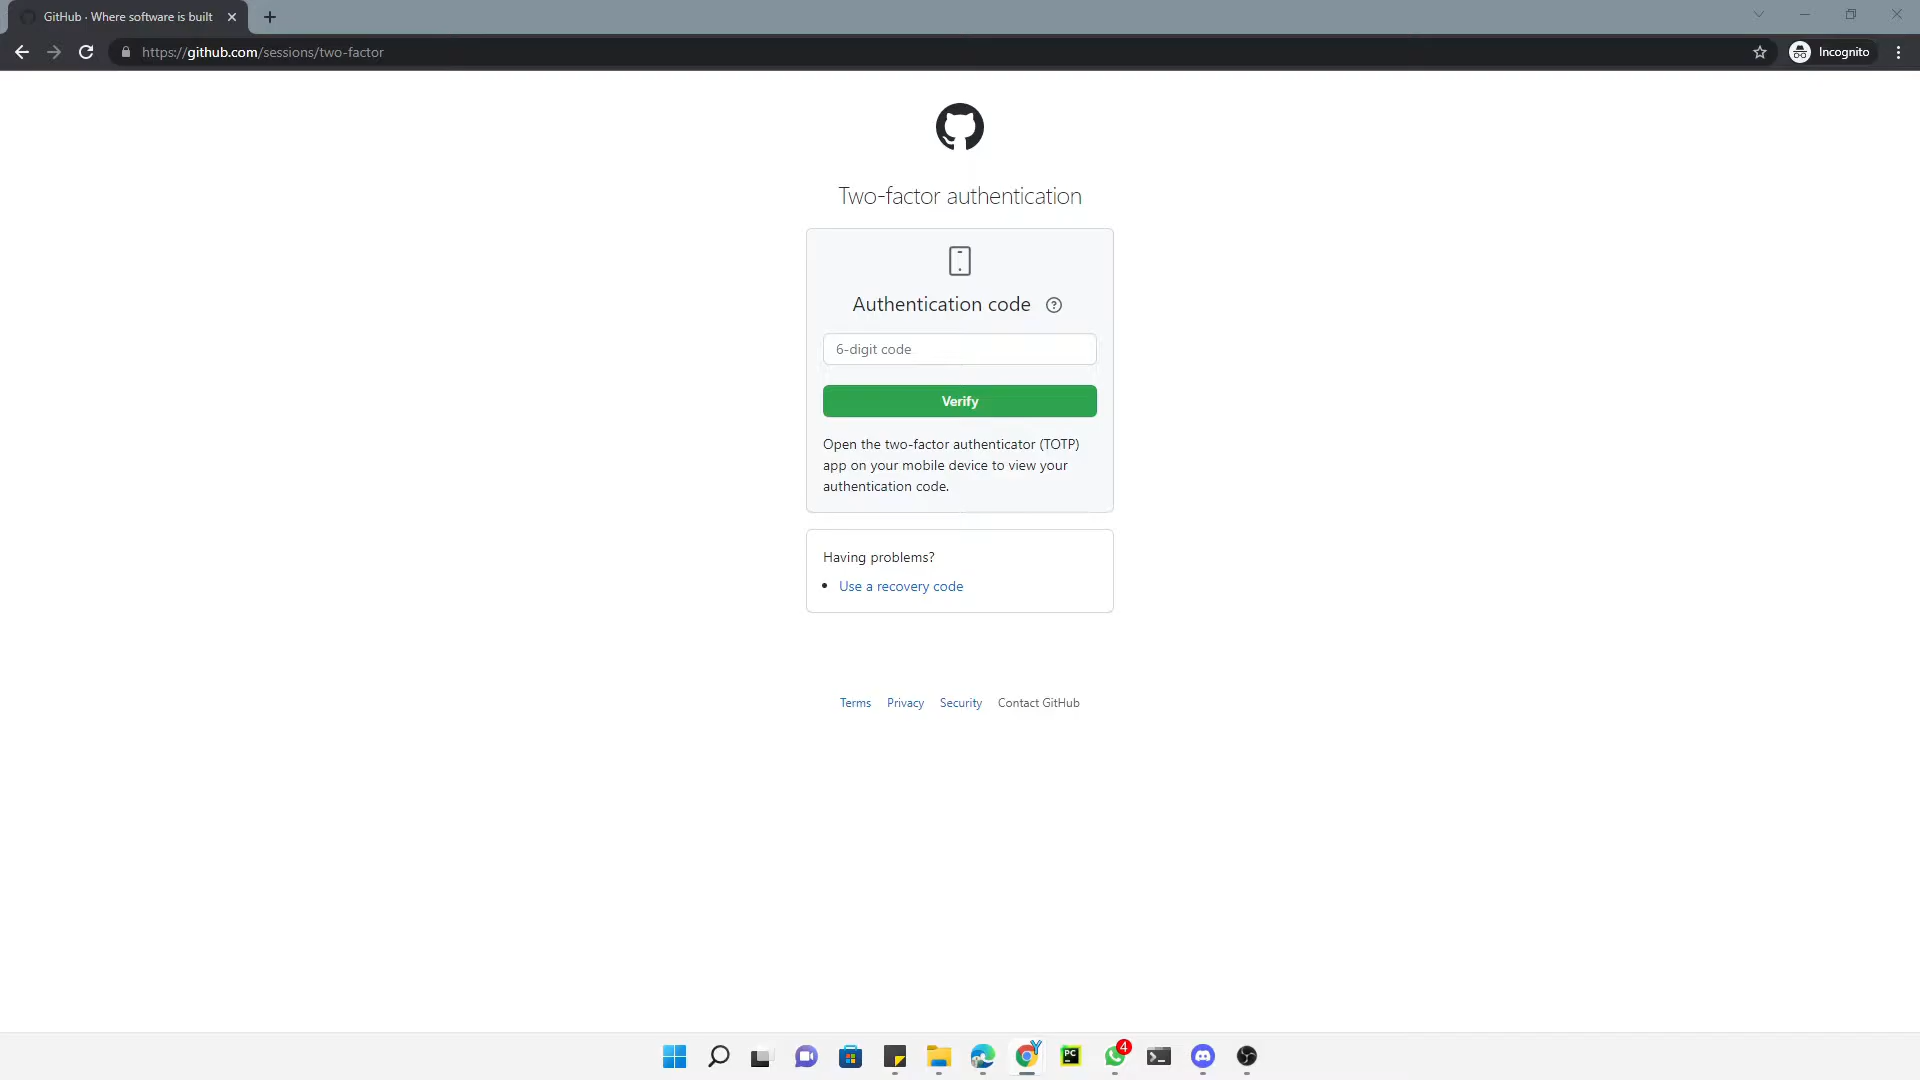 GitHub · Where software is built
https://github.com/sessions/two-factor
Incognito
Two-factor authentication
Authentication code
6-digit code
Verify
Open the two-factor authenticator (TOTP)
app on your mobile device to view your
authentication code.
Having problems?
Use a recovery code
Terms Privacy Security Contact GitHub
PC
4